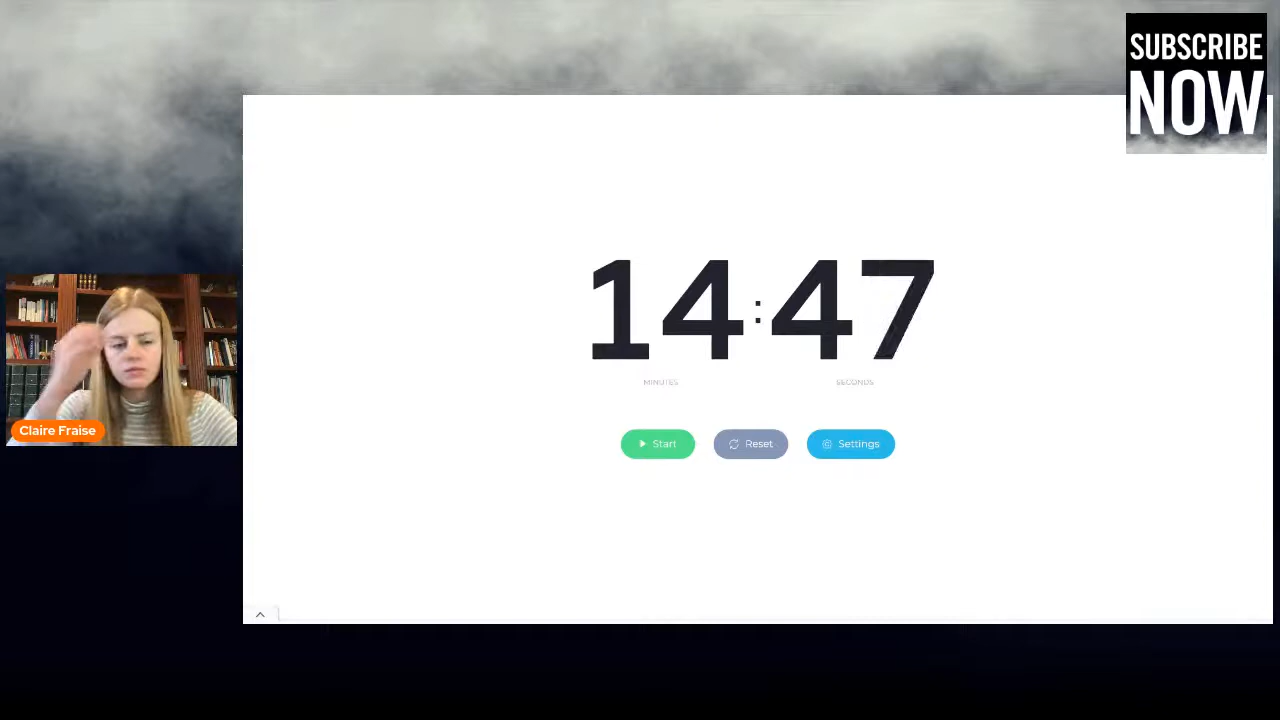 SUBSCRIBE
NOW
14:47
MINUTES SECONDS
Start Reset Settings
Claire Fraise